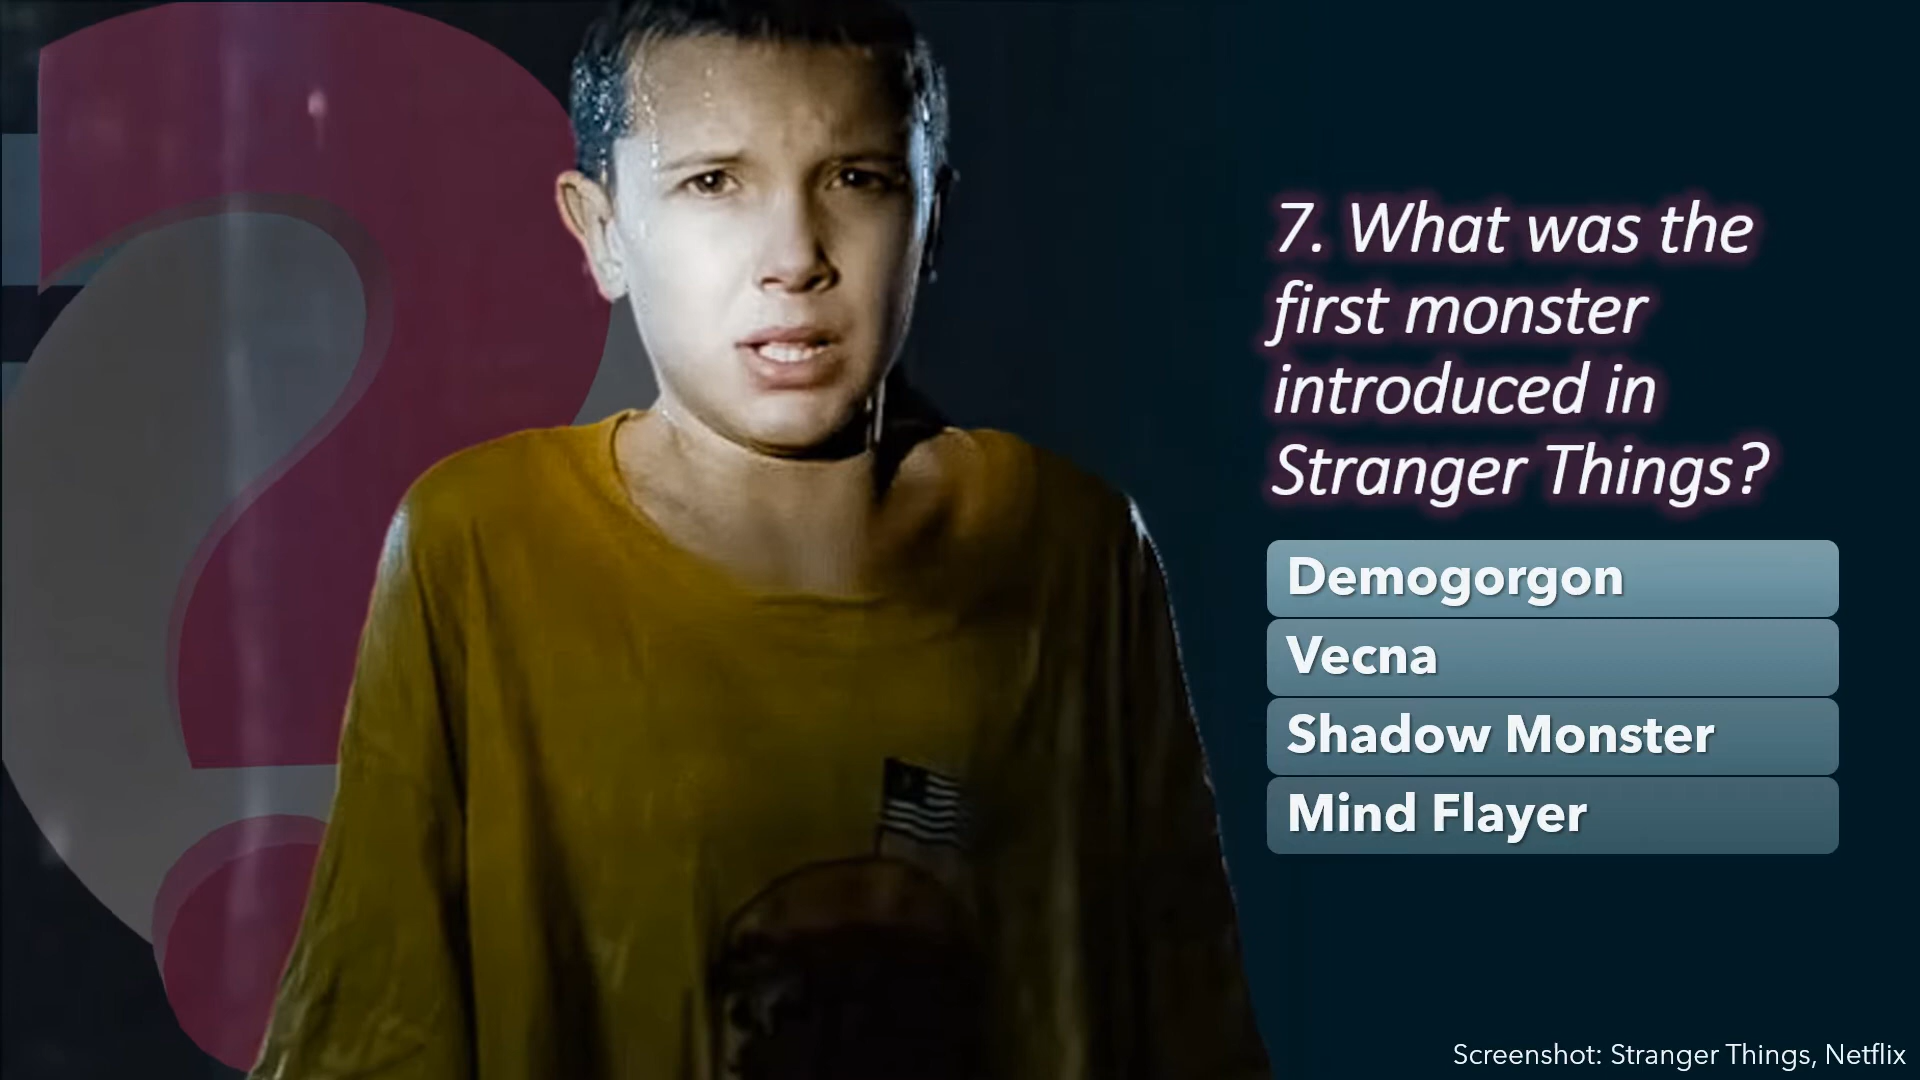 7. What was the
first monster
introduced in
Stranger Things?
Demogorgon
Vecna
Shadow Monster
Mind Flayer
Screenshot: Stranger Things, Netflix